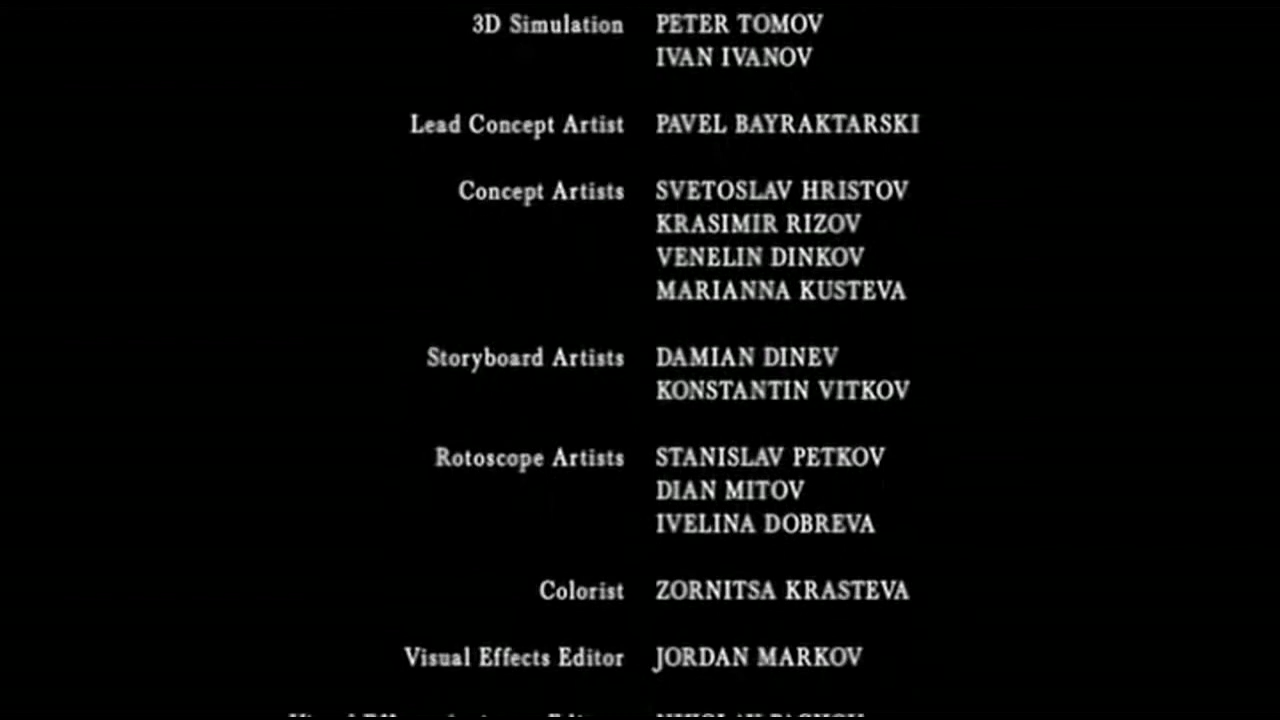 3D Simulation PETER TOMOV
IVAN IVANOV
Lead Concept Artist PAVEL BAYRAKTARSKI
Concept Artists SVETOSLAV HRISTOV
KRASIMIR RIZOV
VENELIN DINKOV
MARIANNA KUSTEVA
Storyboard Artists DAMIAN DINEV
KONSTANTIN VITKOV
Rotoscope Artists STANISLAV PETKOV
DIAN MITOV
IVELINA DOBREVA
Colorist ZORNITSA KRASTEVA
Visual Effects Editor JORDAN MARKOV